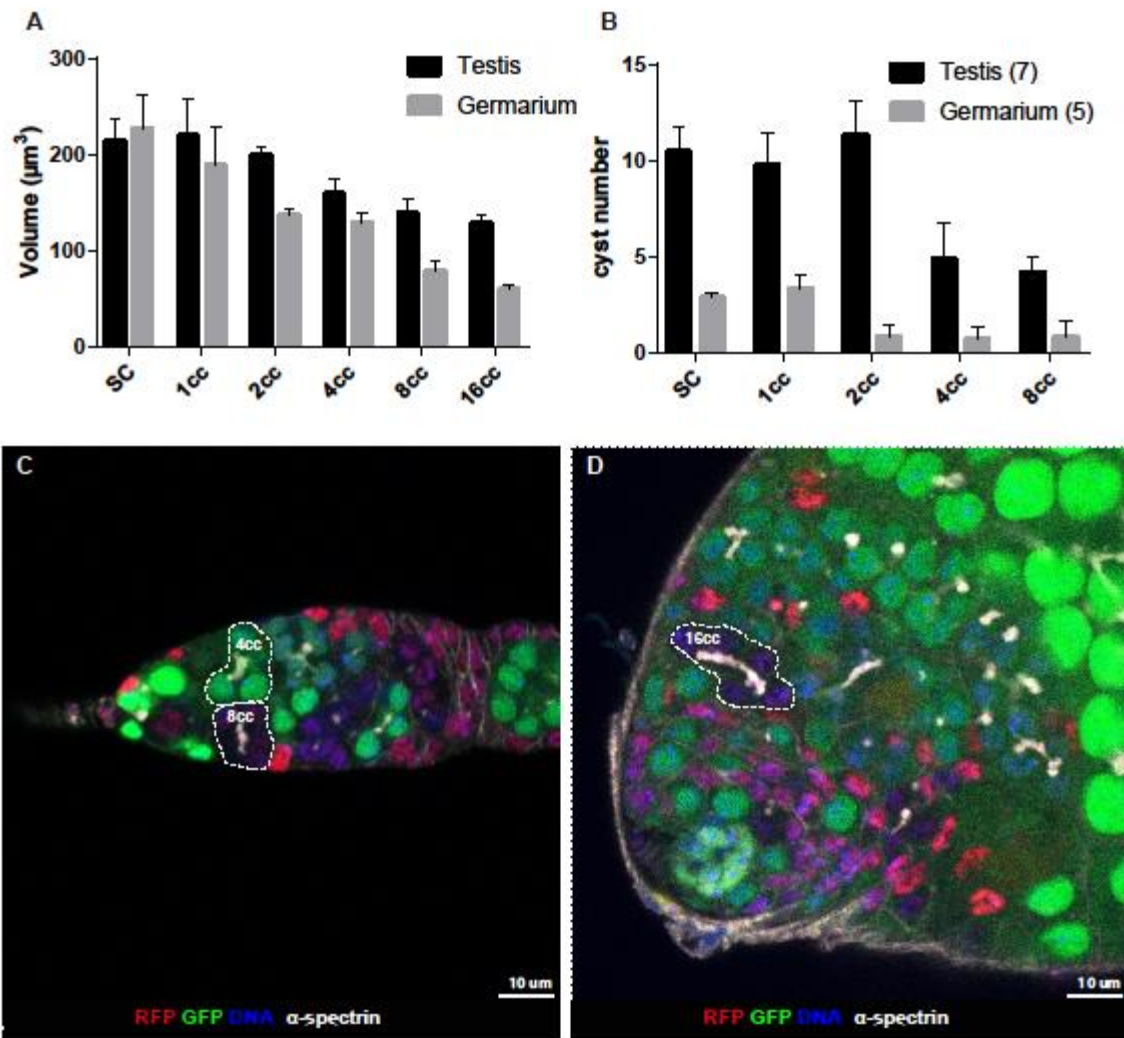 A
Volume (µm³)
300
200
100
0
Testis
Germarium
SC 1cc 2cc 4cc 8cc 16cc
B
cyst number
15
10
5
0
Testis (7)
Germarium (5)
SC 1cc 2cc 4cc 8cc
C
4cc
8cc
10 um
RFP GFP DNA α-spectrin
D
16cc
10 um
RFP GFP DNA α-spectrin